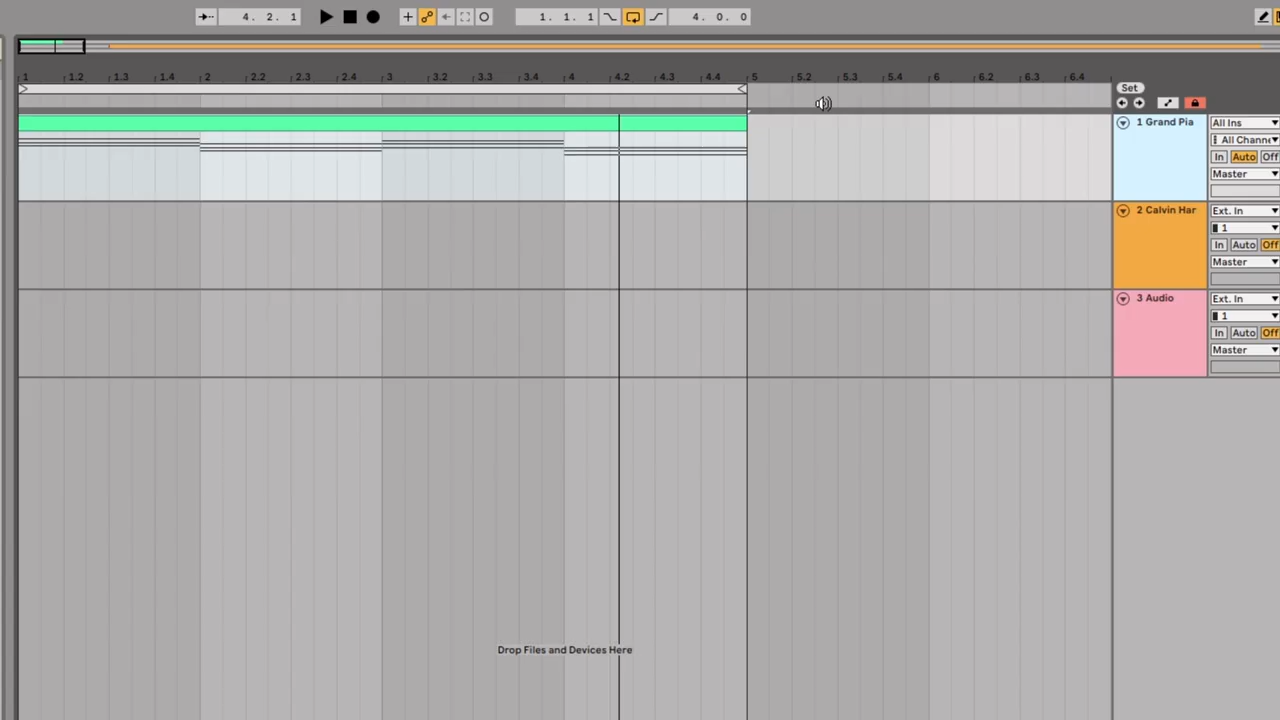 4. 2. 1
1. 1. 1
4. 0. 0
1 1.2 1.3 1.4 2 2.2 2.3 2.4 3 3.2 3.3 3.4 4 4.2 4.3 4.4 5 5.2 5.3 5.4 6 6.2 6.3 6.4
Set
1 Grand Pia
All Ins
All Channe
In Auto Off
Master
2 Calvin Har
Ext. In
1
In Auto Off
Master
3 Audio
Ext. In
1
In Auto Off
Master
Drop Files and Devices Here